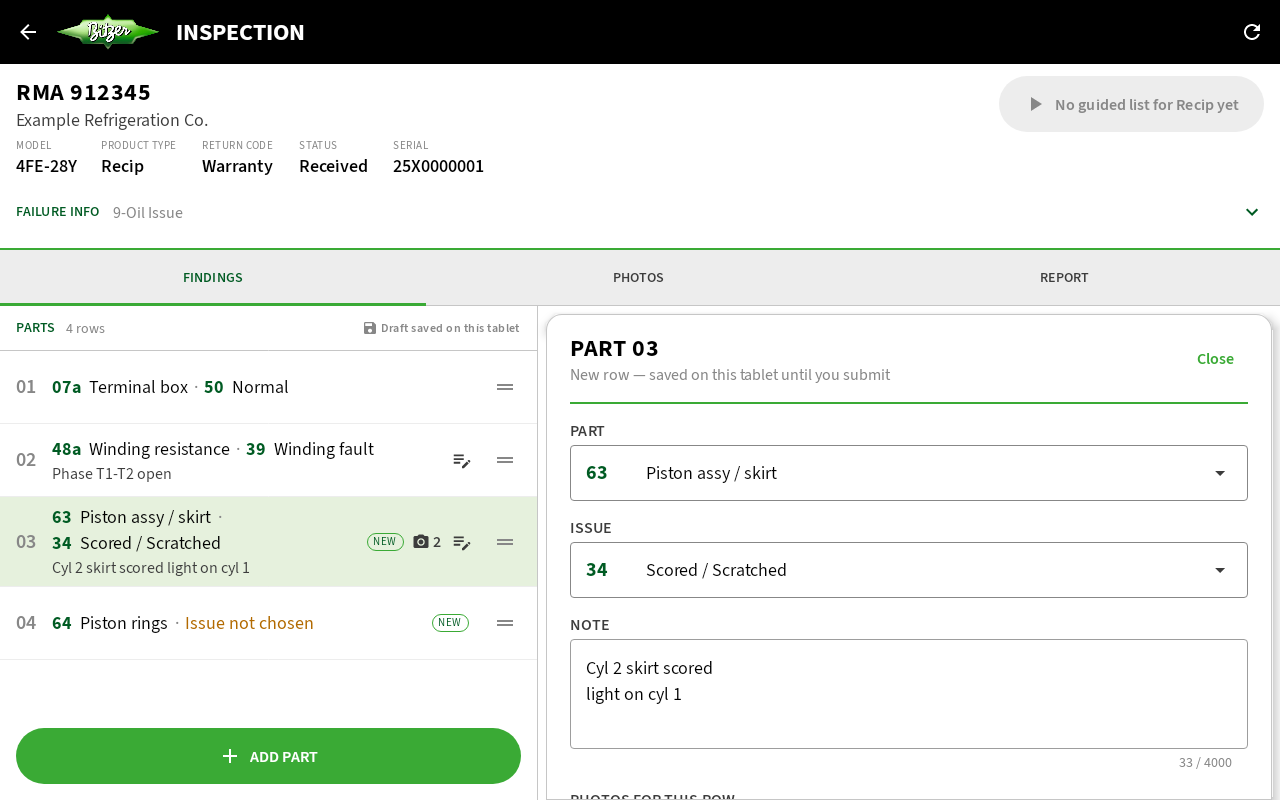 Bitzer
INSPECTION
RMA 912345
No guided list for Recip yet
Example Refrigeration Co.
MODEL PRODUCT TYPE RETURN CODE STATUS SERIAL
4FE-28Y Recip Warranty Received 25X0000001
FAILURE INFO 9-Oil Issue
FINDINGS PHOTOS REPORT
PARTS 4 rows Draft saved on this tablet
01 07a Terminal box · 50 Normal
02 48a Winding resistance · 39 Winding fault
Phase T1-T2 open
03 63 Piston assy / skirt ·
34 Scored / Scratched NEW 2
Cyl 2 skirt scored light on cyl 1
04 64 Piston rings · Issue not chosen NEW
ADD PART
PART 03
New row — saved on this tablet until you submit
Close
PART
63 Piston assy / skirt
ISSUE
34 Scored / Scratched
NOTE
Cyl 2 skirt scored
light on cyl 1
33 / 4000
PHOTOS FOR THIS ROW